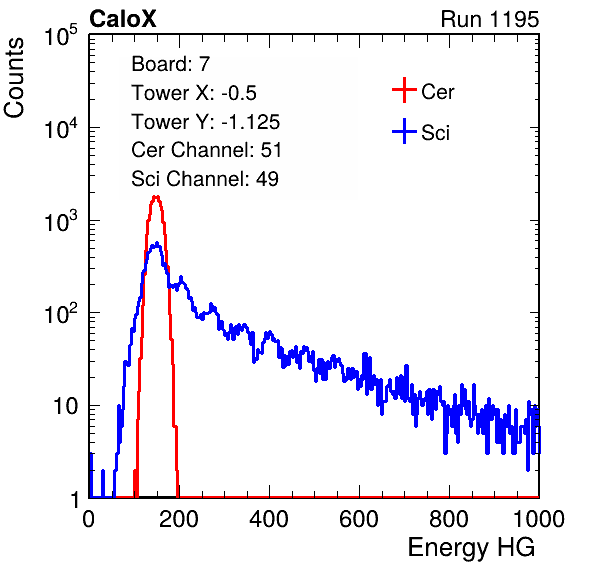 CaloX Run 1195
Counts
10^5
10^4
10^3
10^2
10
1
Board: 7
Tower X: -0.5
Tower Y: -1.125
Cer Channel: 51
Sci Channel: 49
Cer
Sci
0 200 400 600 800 1000
Energy HG